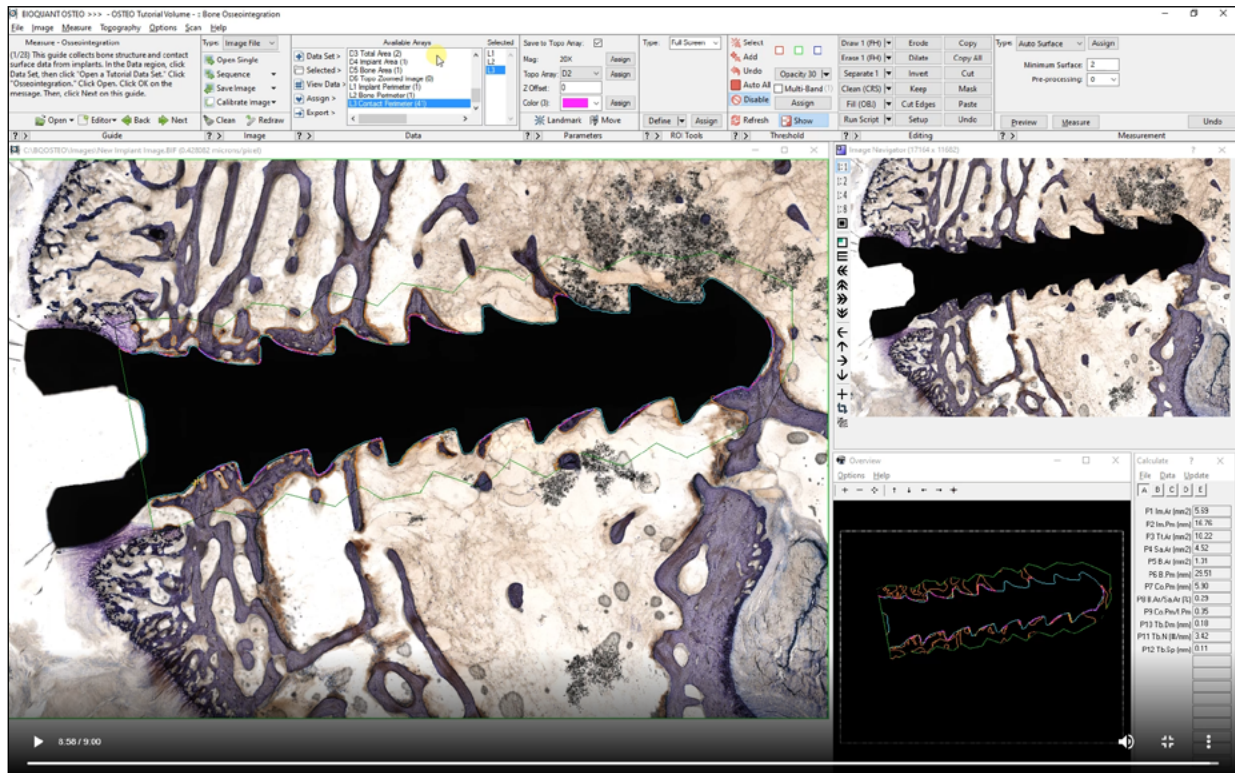 BIOQUANT OSTEO >>> - OSTEO Tutorial Volume - : Bone Osseointegration
File Image Measure Topography Options Scan Help
Measure - Osseointegration
(1/28) This guide collects bone structure and contact
surface data from implants. In the Data region, click
Data Set, then click 'Open a Tutorial Data Set.' Click
"Osseointegration." Click Open. Click OK on the
message. Then, click Next on this guide.
Open Editor Back Next
Guide
Type: Image File
Open Single
Sequence
Save Image
Calibrate Image
Clean Redraw
Image
Available Arrays
Selected
Data Set >
Selected >
View Data >
Assign >
Export >
D3 Total Area (2)
D4 Implant Area (1)
D5 Bone Area (1)
D6 Topo Zoomed Image (0)
L1 Implant Perimeter (1)
L2 Bone Perimeter (1)
L3 Contact Perimeter (41)
L1
L2
L3
Data
Save to Topo Array:
Mag: 20X Assign
Topo Array: D2 Assign
Z Offset: 0
Color (3): Assign
Landmark Move
Parameters
Type: Full Screen
Define Assign
ROI Tools
Select
Add
Undo Opacity 30
Auto All Multi-Band (1)
Disable Assign
Refresh Show
Threshold
Draw 1 (FH) Erode Copy
Erase 1 (FH) Dilate Copy All
Separate 1 Invert Cut
Clean (CRS) Keep Mask
Fill (OBJ) Cut Edges Paste
Run Script Setup Undo
Editing
Type: Auto Surface Assign
Minimum Surface: 2
Pre-processing: 0
Preview Measure Undo
Measurement
C:\BQOSTEO\Images\New Implant Image.BIF (0.428082 microns/pixel)
Image Navigator (17164 x 11682)
1:1
1:2
1:4
1:8
Overview
Options Help
Calculate
File Data Update
A B C D E
P1 Im.Ar (mm2) 5.69
P2 Im.Pm (mm) 16.76
P3 Tt.Ar (mm2) 10.22
P4 Sa.Ar (mm2) 4.52
P5 B.Ar (mm2) 1.31
P6 B.Pm (mm) 29.51
P7 Co.Pm (mm) 5.90
P8 B.Ar/Sa.Ar (%) 0.29
P9 Co.Pm/I.Pm 0.35
P10 Tb.Dm (mm) 0.18
P11 Tb.N (#/mm) 3.42
P12 Tb.Sp (mm) 0.11
8:58 / 9:00